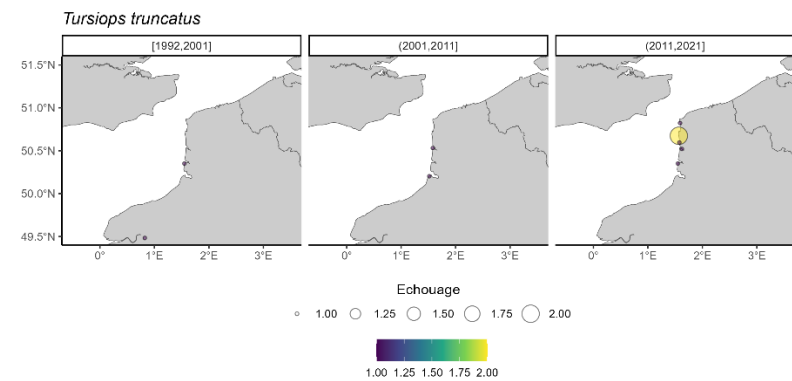 Tursiops truncatus
[1992,2001] (2001,2011] (2011,2021]
51.5°N
51.0°N
50.5°N
50.0°N
49.5°N
0° 1°E 2°E 3°E 0° 1°E 2°E 3°E 0° 1°E 2°E 3°E
Echouage
1.00 1.25 1.50 1.75 2.00
1.00 1.25 1.50 1.75 2.00